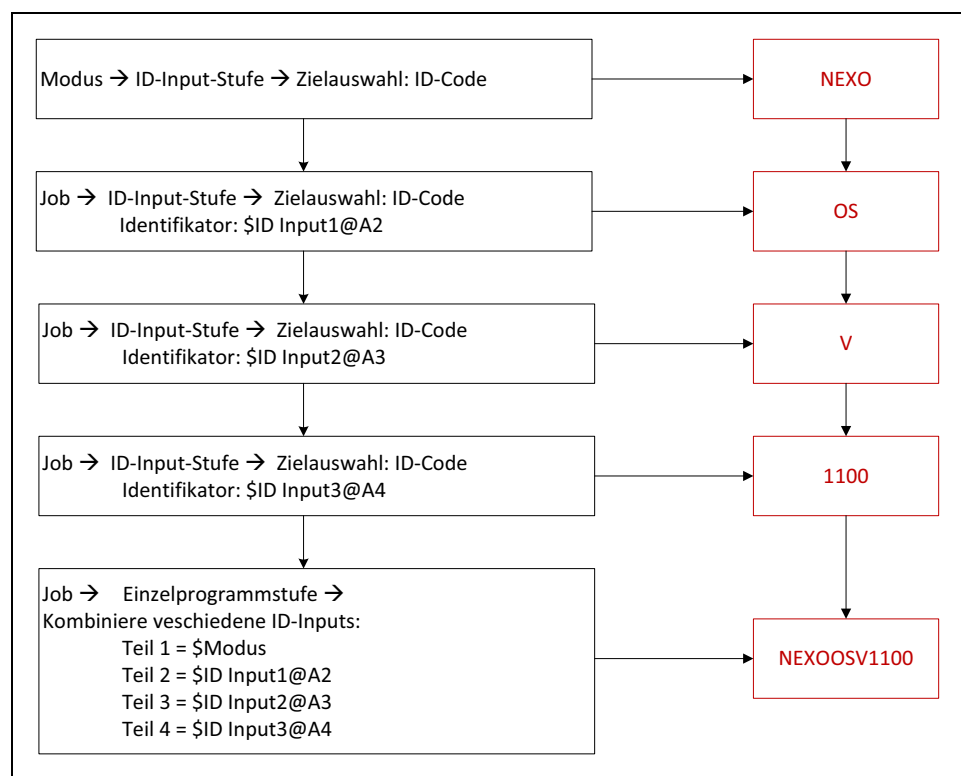 Modus → ID-Input-Stufe → Zielauswahl: ID-Code
NEXO
Job → ID-Input-Stufe → Zielauswahl: ID-Code
Identifikator: $ID Input1@A2
OS
Job → ID-Input-Stufe → Zielauswahl: ID-Code
Identifikator: $ID Input2@A3
V
Job → ID-Input-Stufe → Zielauswahl: ID-Code
Identifikator: $ID Input3@A4
1100
Job → Einzelprogrammstufe →
Kombiniere veschiedene ID-Inputs:
Teil 1 = $Modus
Teil 2 = $ID Input1@A2
Teil 3 = $ID Input2@A3
Teil 4 = $ID Input3@A4
NEXOOSV1100